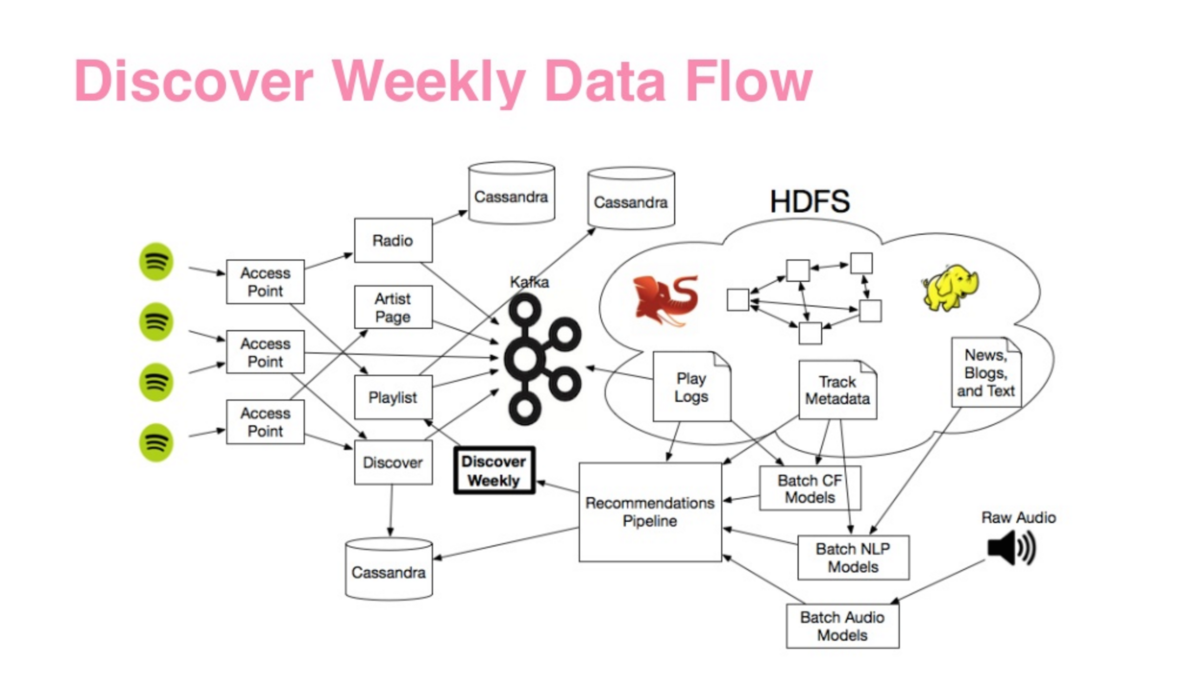 Discover Weekly Data Flow
Cassandra
Cassandra
HDFS
Radio
Access
Point
Kafka
Artist
Page
Access
Point
Play
Logs
Track
Metadata
News,
Blogs,
and Text
Playlist
Access
Point
Discover
Discover
Weekly
Recommendations
Pipeline
Batch CF
Models
Raw Audio
Batch NLP
Models
Cassandra
Batch Audio
Models